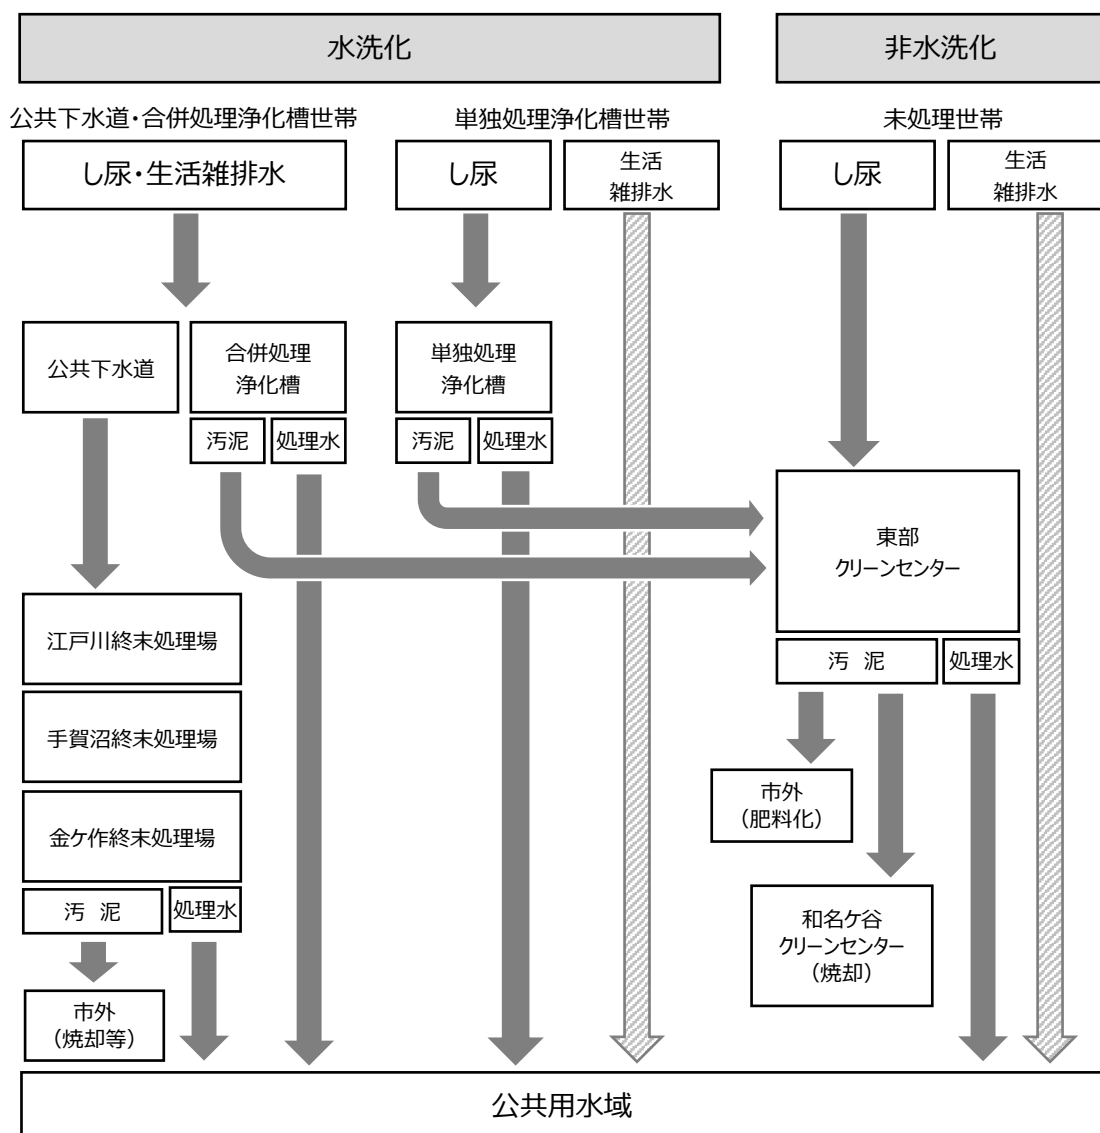 水洗化
非水洗化
公共下水道・合併処理浄化槽世帯
単独処理浄化槽世帯
未処理世帯
し尿・生活雑排水
し尿
生活
雑排水
し尿
生活
雑排水
公共下水道
合併処理
浄化槽
単独処理
浄化槽
汚泥
処理水
汚泥
処理水
東部
クリーンセンター
江戸川終末処理場
手賀沼終末処理場
金ケ作終末処理場
汚 泥
処理水
汚 泥
処理水
市外
（肥料化）
和名ケ谷
クリーンセンター
（焼却）
市外
（焼却等）
公共用水域